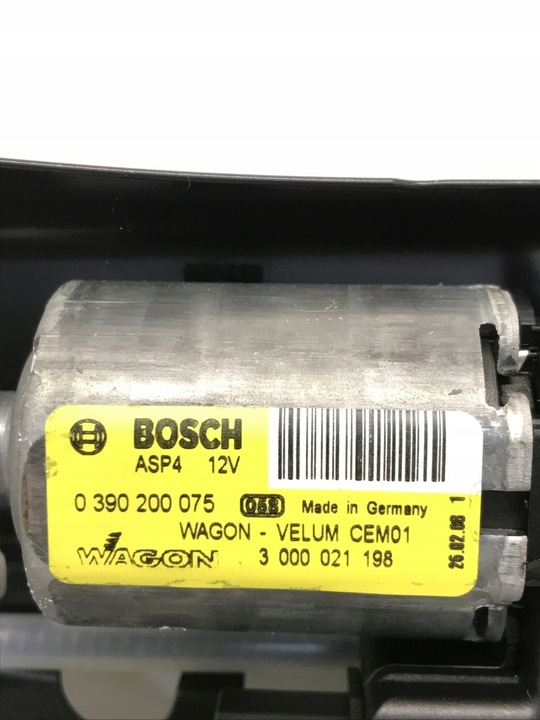 BOSCH
ASP4 12V
0 390 200 075 058 Made in Germany
WAGON - VELUM CEM01
WAGON 3 000 021 198
26.02.08 1